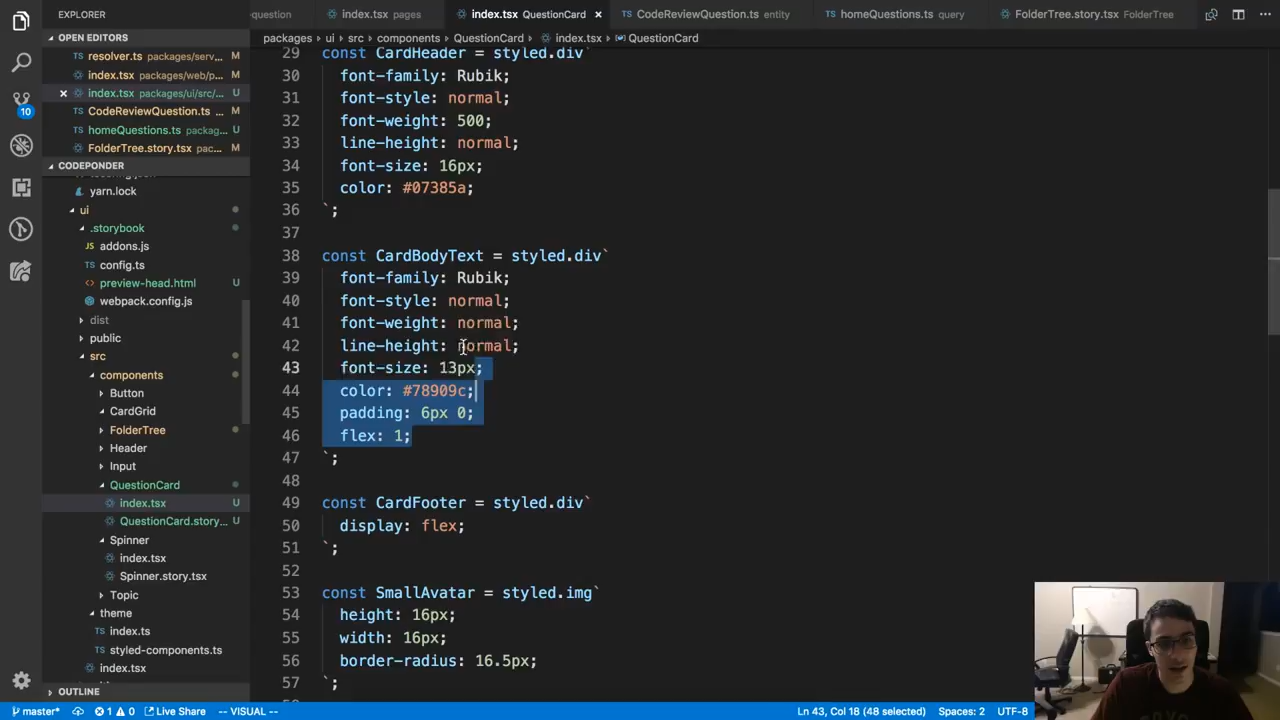 EXPLORER
question
index.tsx pages
index.tsx QuestionCard ×
CodeReviewQuestion.ts entity
homeQuestions.ts query
FolderTree.story.tsx FolderTree
packages › ui › src › components › QuestionCard › index.tsx › QuestionCard
OPEN EDITORS
resolver.ts packages/serv... M
index.tsx packages/web/p... M
× index.tsx packages/ui/src/... U
CodeReviewQuestion.ts ... M
homeQuestions.ts packag... U
FolderTree.story.tsx pac... M
CODEPONDER
yarn.lock
ui
.storybook
addons.js
config.ts
preview-head.html U
webpack.config.js
dist
public
src
components
Button
CardGrid
FolderTree
Header
Input
QuestionCard
index.tsx U
QuestionCard.story... U
Spinner
index.tsx
Spinner.story.tsx
Topic
theme
index.ts
styled-components.ts
index.tsx
OUTLINE
10
29 const CardHeader = styled.div`
30 font-family: Rubik;
31 font-style: normal;
32 font-weight: 500;
33 line-height: normal;
34 font-size: 16px;
35 color: #07385a;
36 `;
37
38 const CardBodyText = styled.div`
39 font-family: Rubik;
40 font-style: normal;
41 font-weight: normal;
42 line-height: normal;
43 font-size: 13px;
44 color: #78909c;
45 padding: 6px 0;
46 flex: 1;
47 `;
48
49 const CardFooter = styled.div`
50 display: flex;
51 `;
52
53 const SmallAvatar = styled.img`
54 height: 16px;
55 width: 16px;
56 border-radius: 16.5px;
57 `;
master* 1 0 Live Share -- VISUAL -- Ln 43, Col 18 (48 selected) Spaces: 2 UTF-8